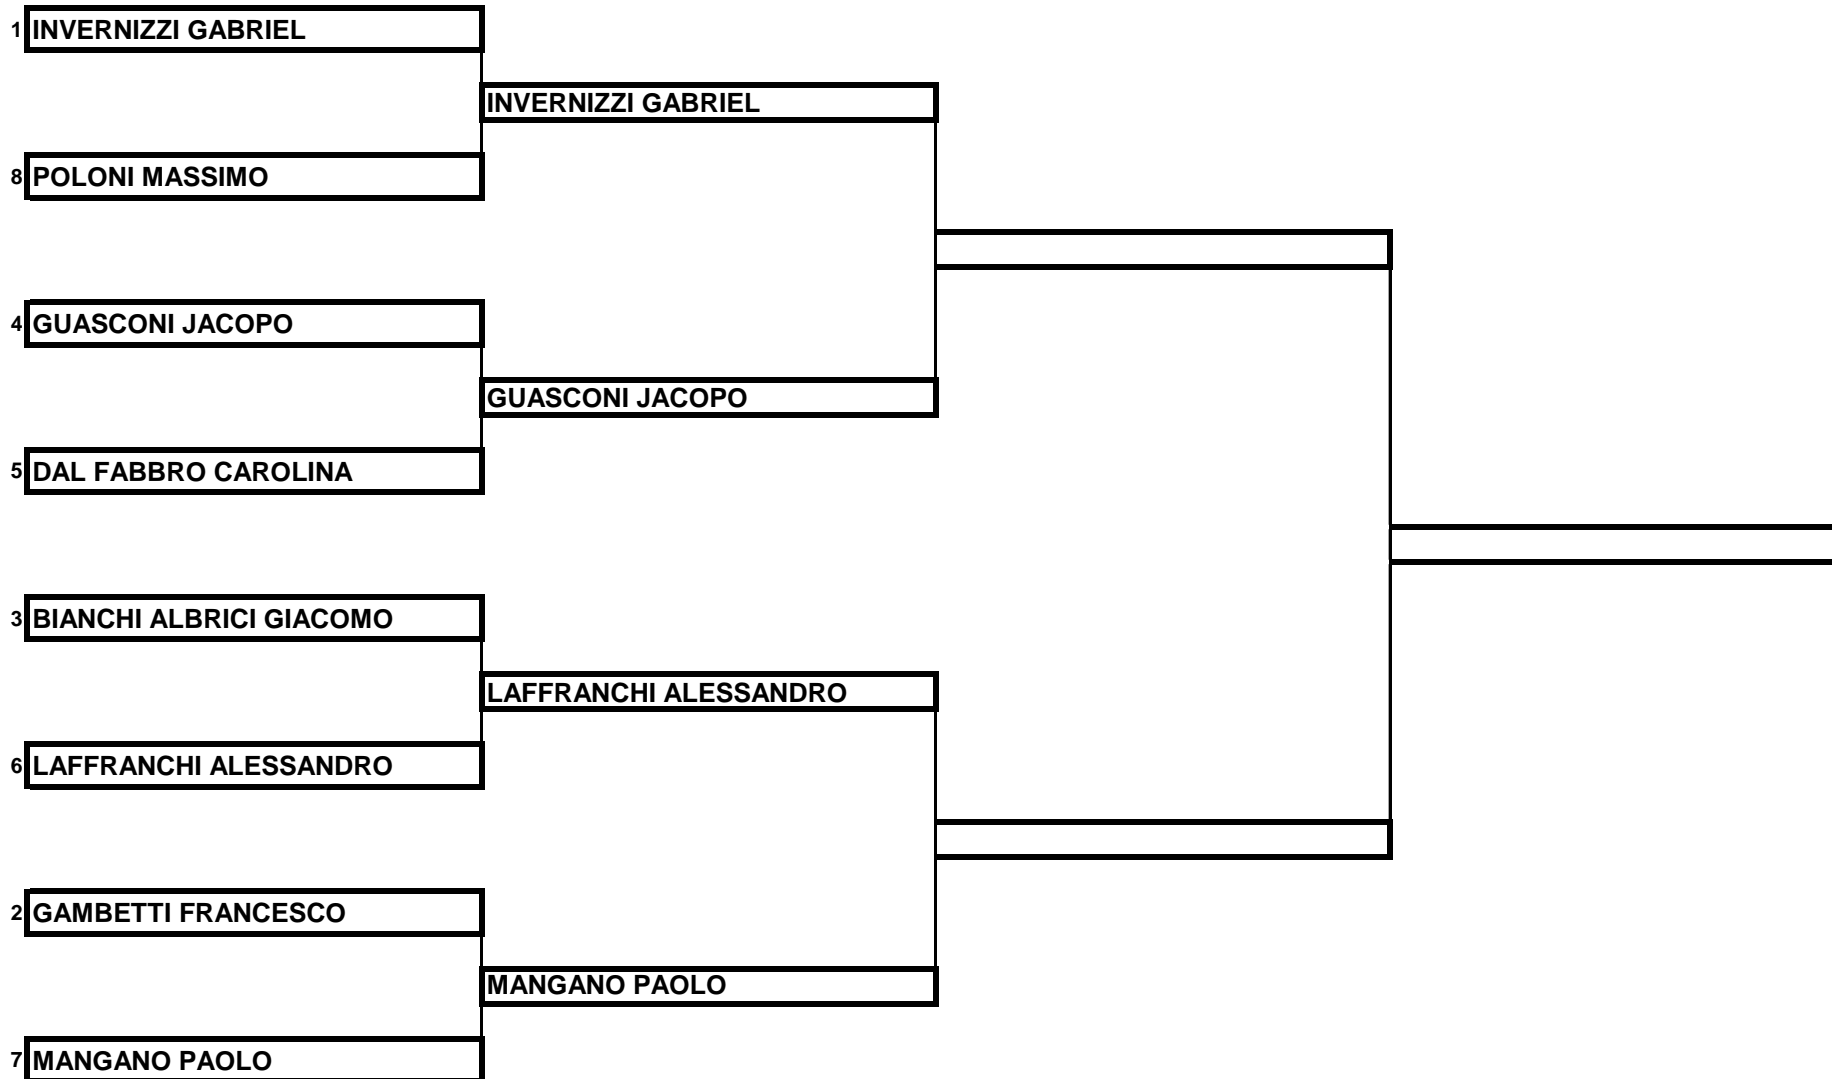 1 INVERNIZZI GABRIEL
INVERNIZZI GABRIEL
8 POLONI MASSIMO
4 GUASCONI JACOPO
GUASCONI JACOPO
5 DAL FABBRO CAROLINA
3 BIANCHI ALBRICI GIACOMO
LAFFRANCHI ALESSANDRO
6 LAFFRANCHI ALESSANDRO
2 GAMBETTI FRANCESCO
MANGANO PAOLO
7 MANGANO PAOLO